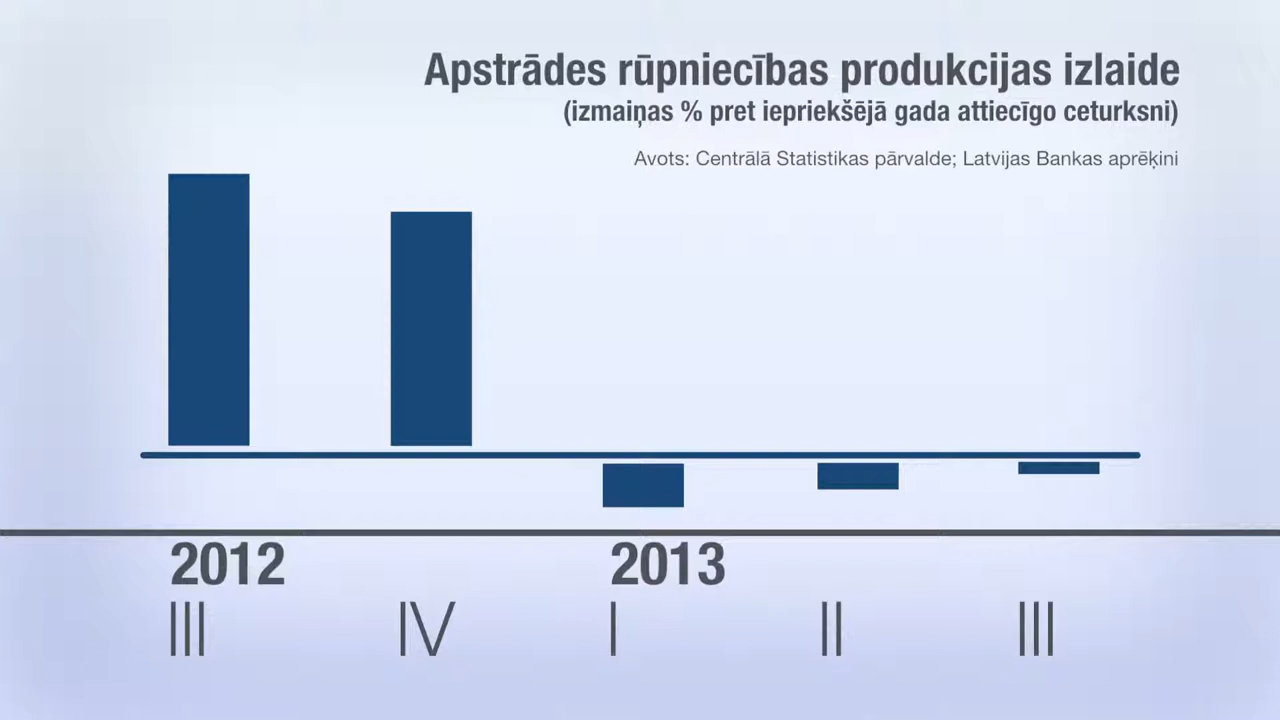 Apstrādes rūpniecības produkcijas izlaide
(izmaiņas % pret iepriekšējā gada attiecīgo ceturksni)
Avots: Centrālā Statistikas pārvalde; Latvijas Bankas aprēķini
2012 2013
III IV I II III